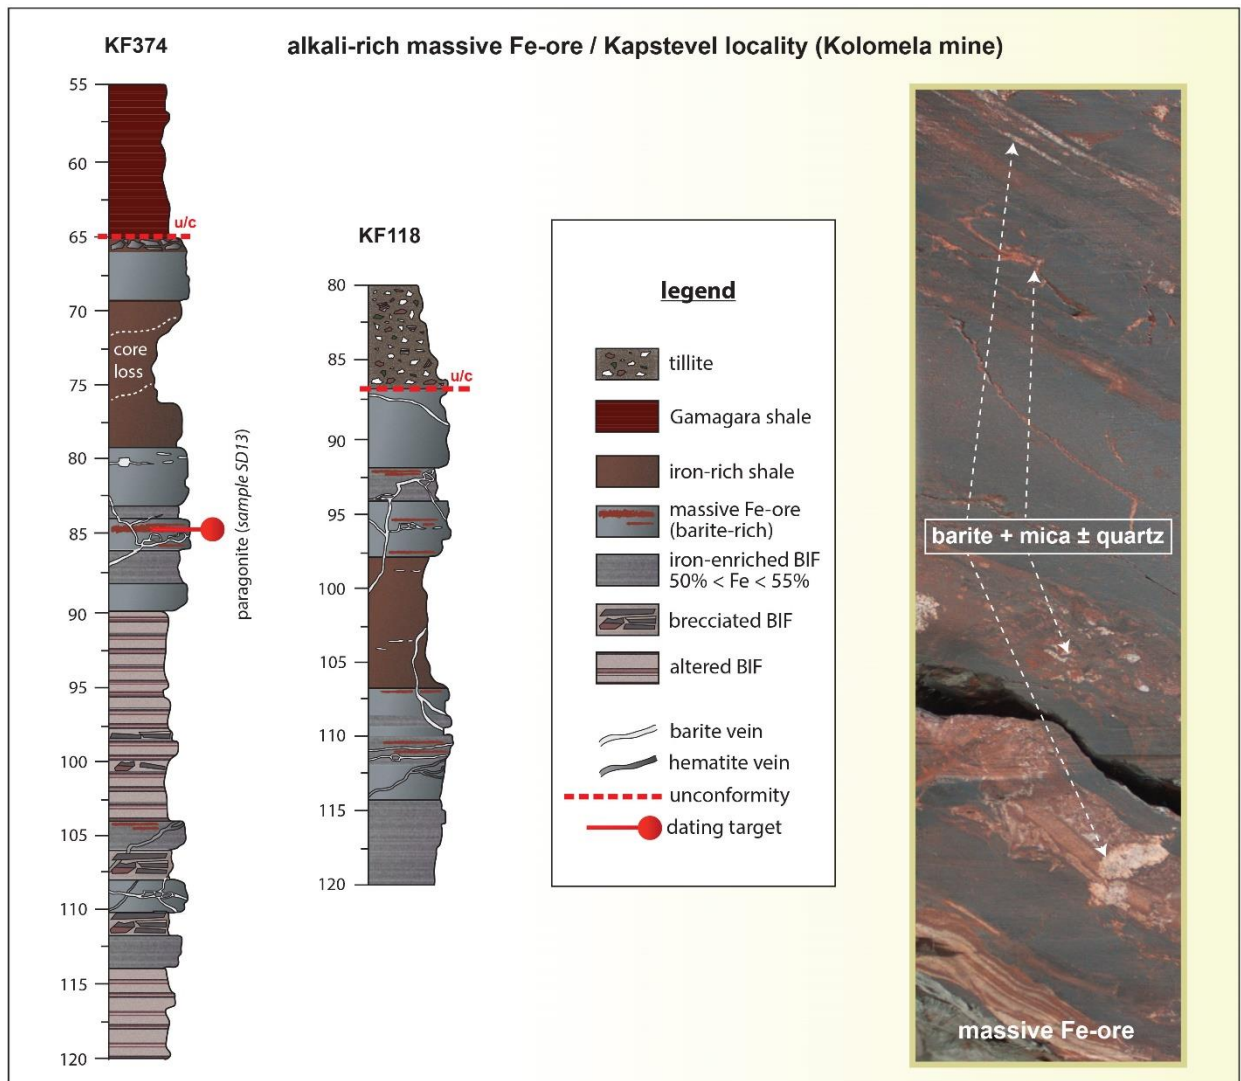 KF374
alkali-rich massive Fe-ore / Kapstevel locality (Kolomela mine)
55
60
65
70
75
80
85
90
95
100
105
110
115
120
u/c
core
loss
paragonite (sample SD13)
KF118
80
85
90
95
100
105
110
115
120
u/c
legend
tillite
Gamagara shale
iron-rich shale
massive Fe-ore
(barite-rich)
iron-enriched BIF
50% < Fe < 55%
brecciated BIF
altered BIF
barite vein
hematite vein
unconformity
dating target
barite + mica ± quartz
massive Fe-ore